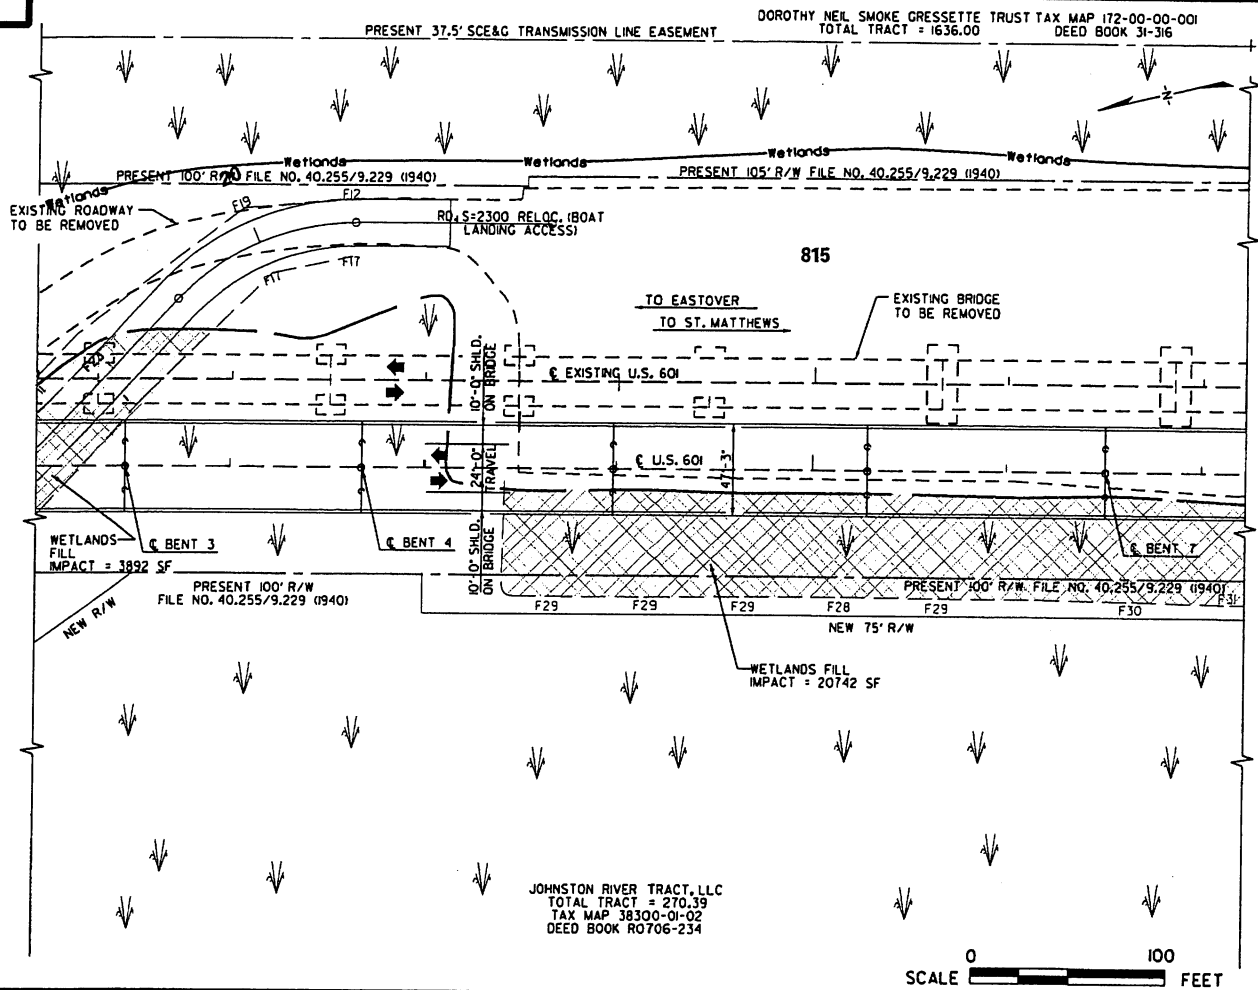 DOROTHY NEIL SMOKE GRESSETTE TRUST TAX MAP 172-00-00-001
TOTAL TRACT = 1636.00 DEED BOOK 31-316
PRESENT 37.5' SCE&G TRANSMISSION LINE EASEMENT
N
Wetlands
Wetlands
Wetlands
Wetlands
Wetlands
20
PRESENT 100' R/W FILE NO. 40.255/9.229 (1940)
PRESENT 105' R/W FILE NO. 40.255/9.229 (1940)
EXISTING ROADWAY
TO BE REMOVED
F19
F12
RD. S=2300 RELOC. (BOAT
LANDING ACCESS)
F17
F17
815
TO EASTOVER
TO ST. MATTHEWS
EXISTING BRIDGE
TO BE REMOVED
℄ EXISTING U.S. 601
10'-0" SHLD.
ON BRIDGE
24'-0"
TRAVEL
10'-0" SHLD.
ON BRIDGE
℄ U.S. 601
47'-3"
WETLANDS
FILL
IMPACT = 3892 SF
℄ BENT 3
℄ BENT 4
℄ BENT 7
PRESENT 100' R/W
FILE NO. 40.255/9.229 (1940)
PRESENT 100' R/W FILE NO. 40.255/9.229 (1940)
NEW R/W
F29
F29
F29
F28
F29
F30
F31
NEW 75' R/W
WETLANDS FILL
IMPACT = 20742 SF
JOHNSTON RIVER TRACT, LLC
TOTAL TRACT = 270.39
TAX MAP 38300-01-02
DEED BOOK R0706-234
0 100
SCALE FEET